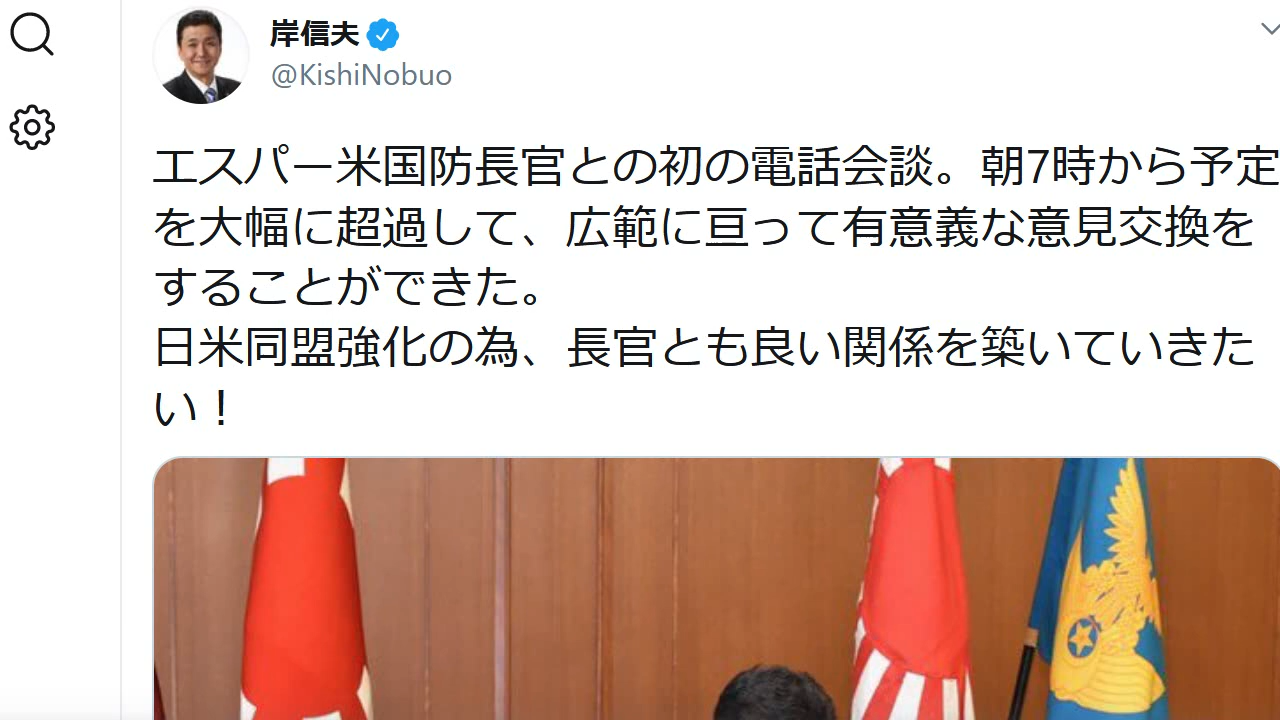 岸信夫
@KishiNobuo
エスパー米国防長官との初の電話会談。朝7時から予定
を大幅に超過して、広範に亘って有意義な意見交換を
することができた。
日米同盟強化の為、長官とも良い関係を築いていきた
い！